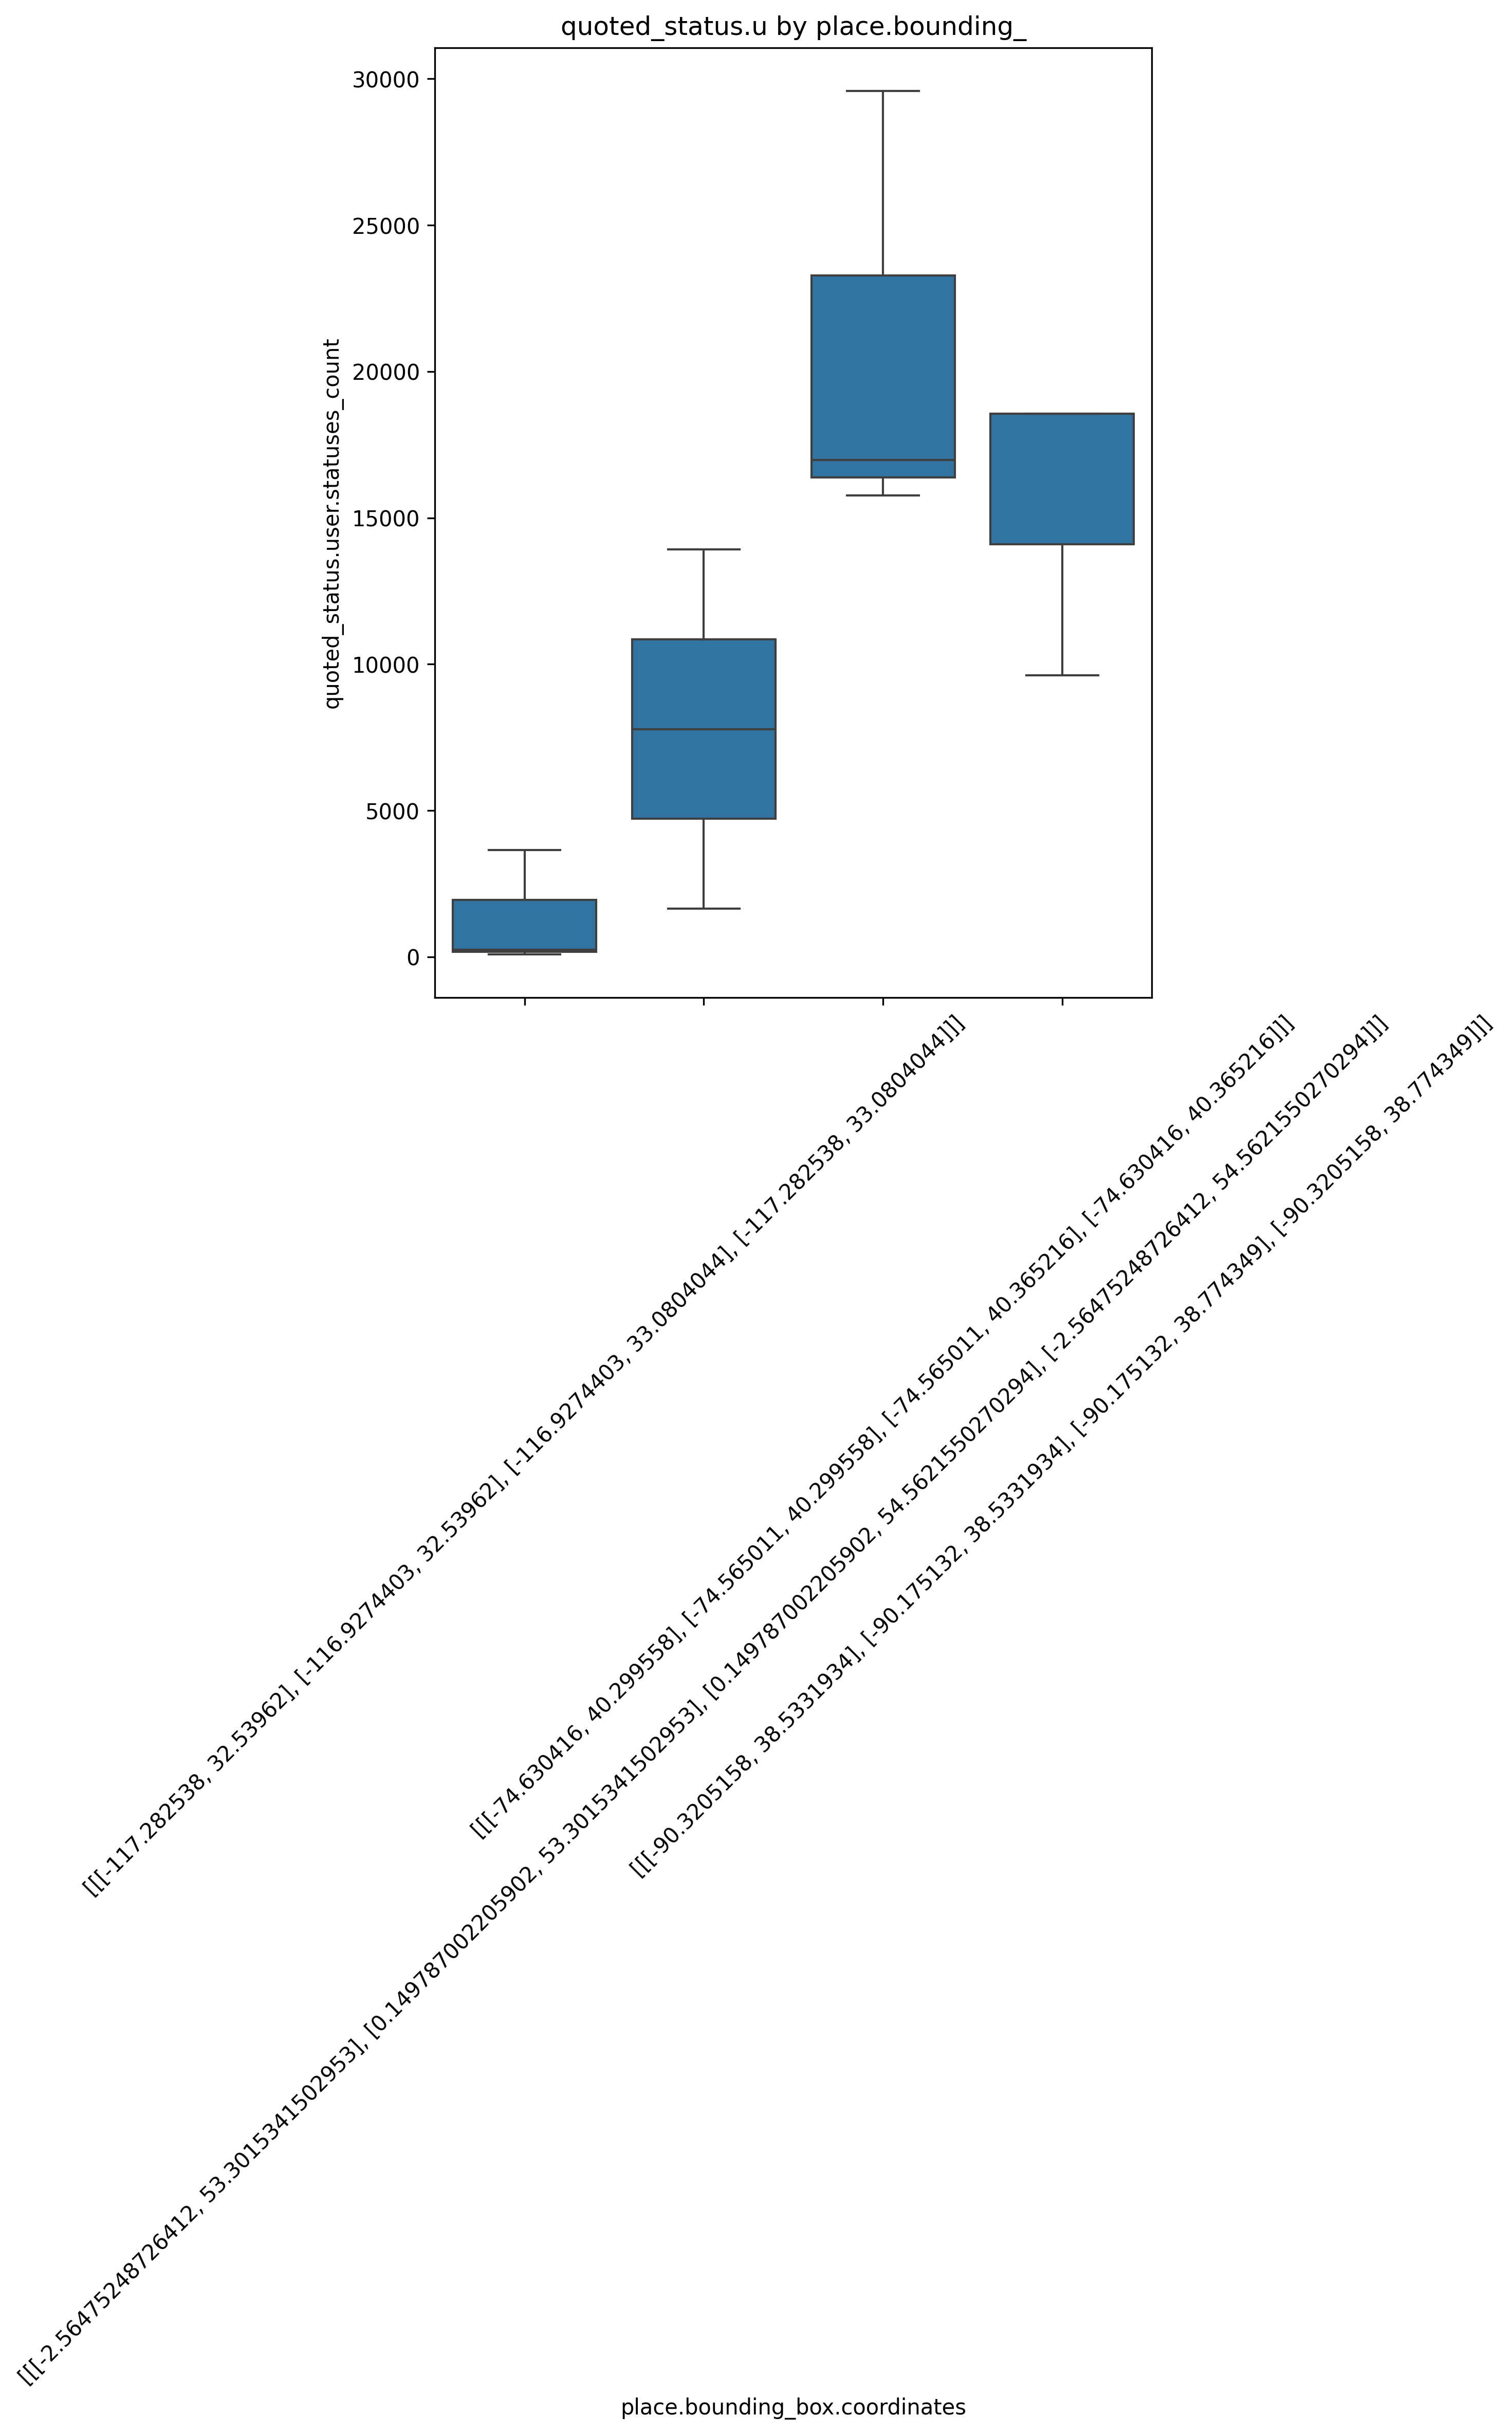 quoted_status.u by place.bounding_
30000
25000
20000
15000
10000
5000
0
quoted_status.user.statuses_count
[[[-117.282538, 32.53962], [-116.9274403, 32.53962], [-116.9274403, 33.0804044], [-117.282538, 33.0804044]]]
[[[-74.630416, 40.299558], [-74.565011, 40.299558], [-74.565011, 40.365216], [-74.630416, 40.365216]]]
[[[-2.56475248726412, 53.3015341502953], [0.149787002205902, 53.3015341502953], [0.149787002205902, 54.5621550270294], [-2.56475248726412, 54.5621550270294]]]
[[[-90.3205158, 38.5331934], [-90.175132, 38.5331934], [-90.175132, 38.774349], [-90.3205158, 38.774349]]]
place.bounding_box.coordinates